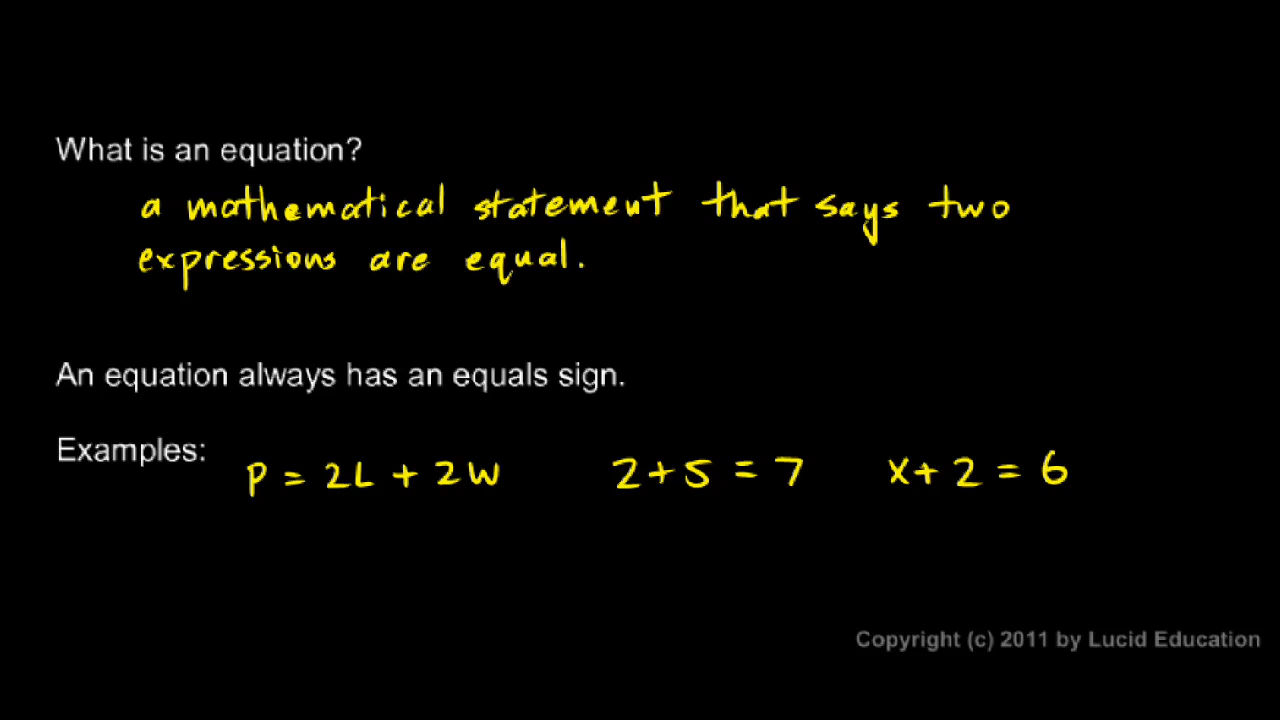 What is an equation?
a mathematical statement that says two
expressions are equal.
An equation always has an equals sign.
Examples:
P = 2L + 2W 2+5 = 7 x+2 = 6
Copyright (c) 2011 by Lucid Education